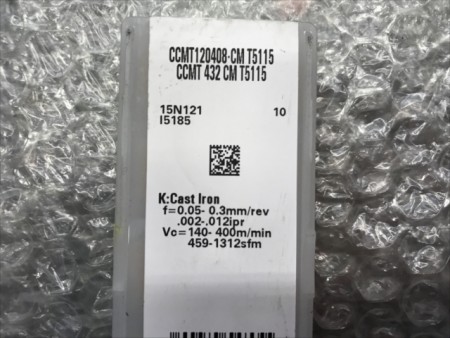 CCMT120408-CM T5115
CCMT 432 CM T5115
15N121 10
I5185
K:Cast Iron
f=0.05- 0.3mm/rev
.002-.012ipr
Vc=140- 400m/min
459-1312sfm